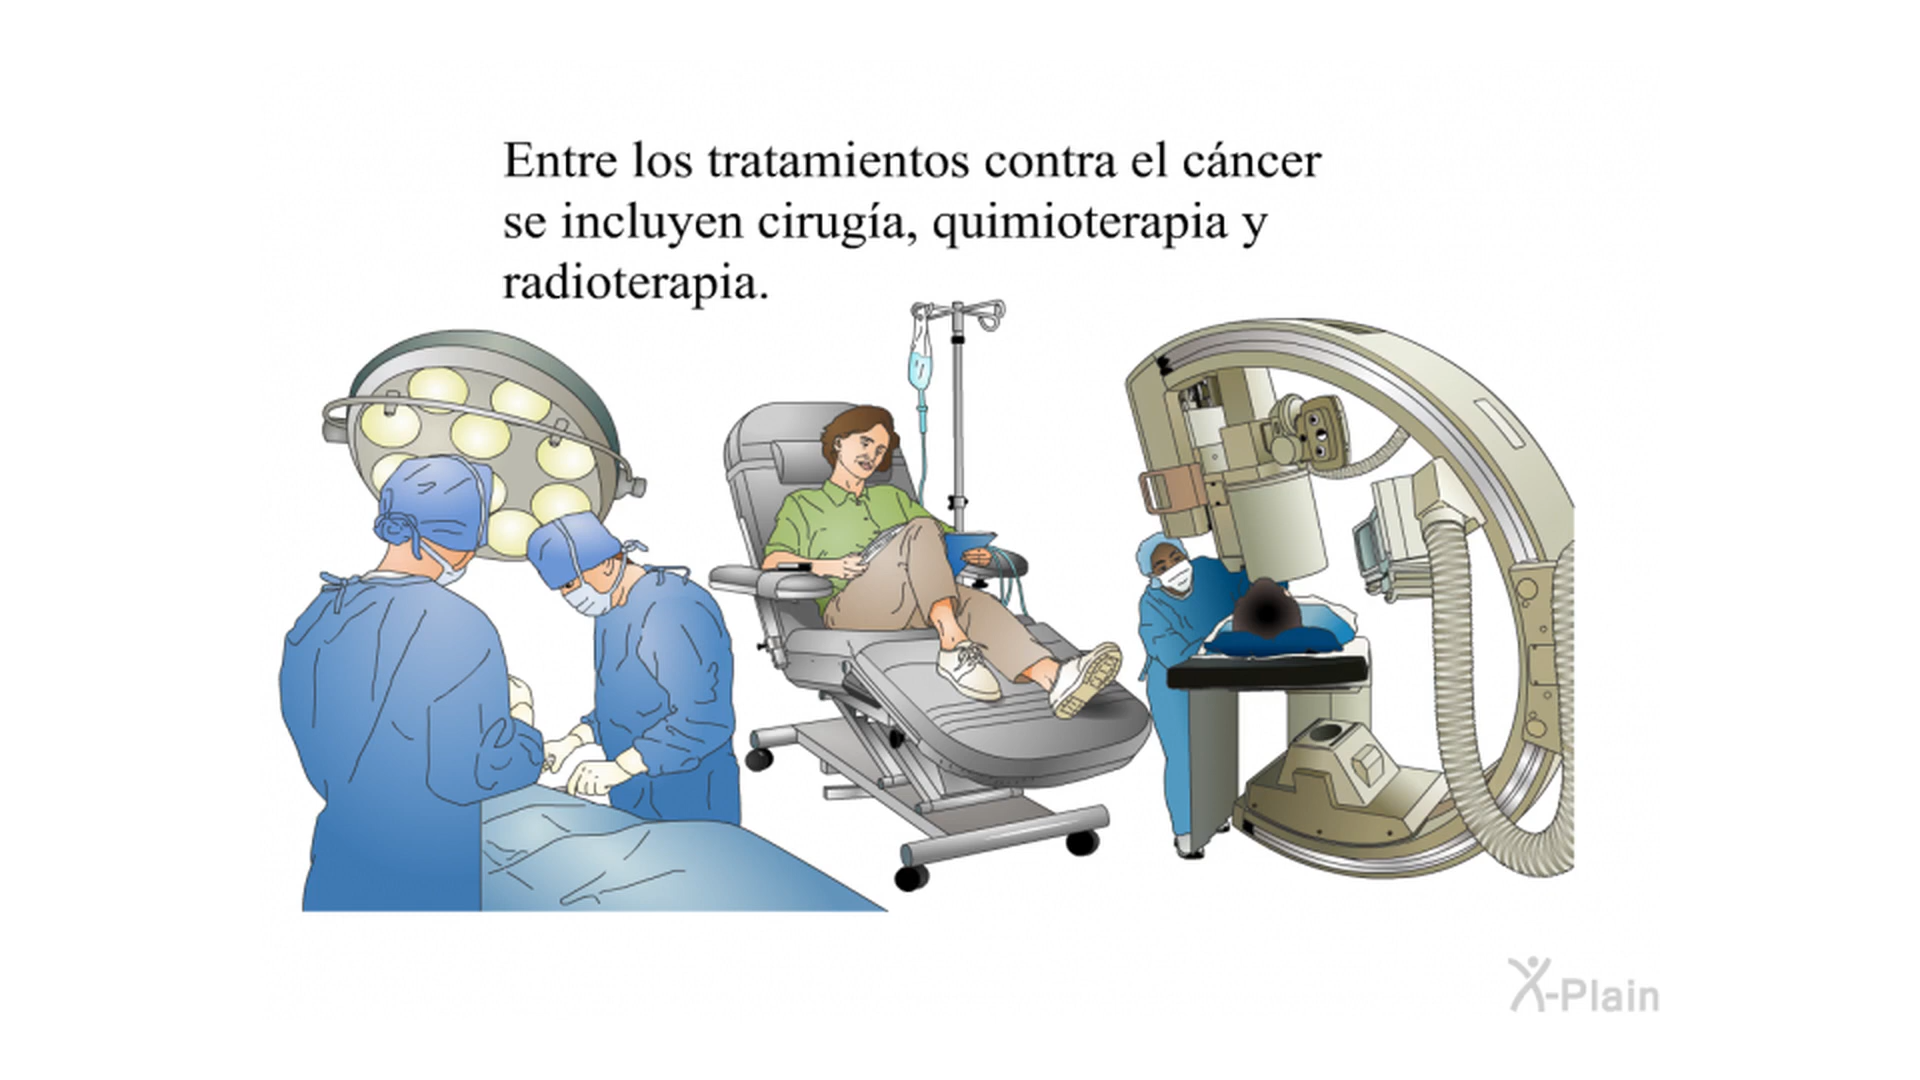 Entre los tratamientos contra el cáncer
se incluyen cirugía, quimioterapia y
radioterapia.
X-Plain